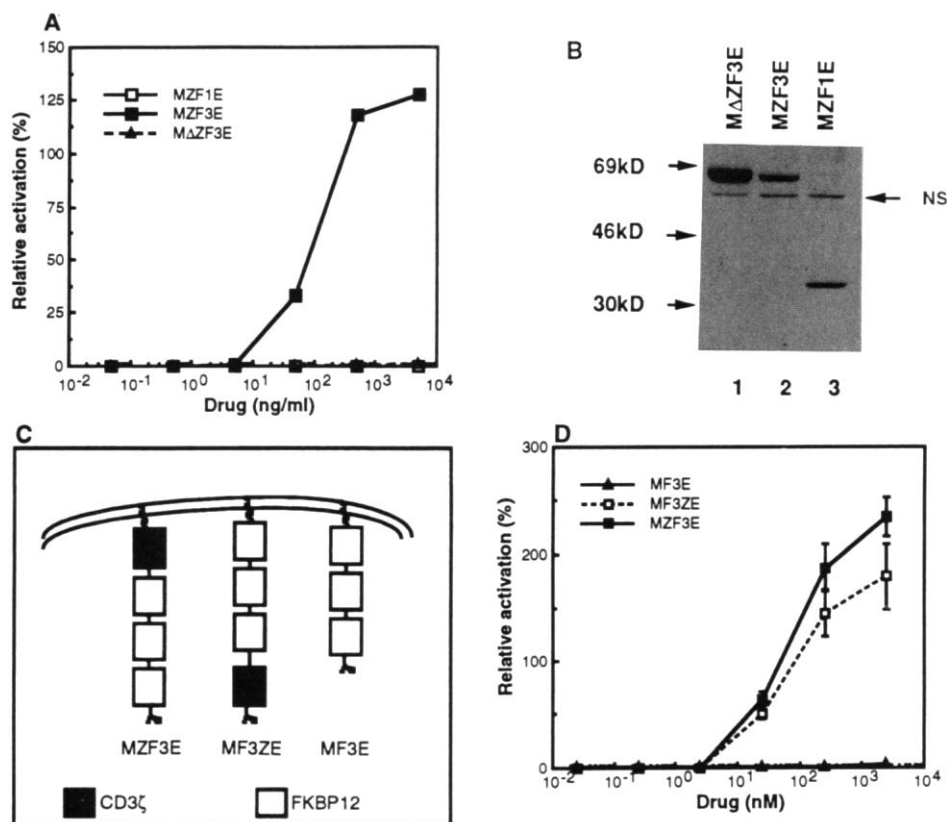 A
Relative activation (%)
150
125
100
75
50
25
0
MZF1E
MZF3E
MΔZF3E
10⁻² 10⁻¹ 10⁰ 10¹ 10² 10³ 10⁴
Drug (ng/ml)
B
MΔZF3E
MZF3E
MZF1E
69kD
NS
46kD
30kD
1 2 3
C
MZF3E MF3ZE MF3E
CD3ζ FKBP12
D
Relative activation (%)
300
200
100
0
MF3E
MF3ZE
MZF3E
10⁻² 10⁻¹ 10⁰ 10¹ 10² 10³ 10⁴
Drug (nM)